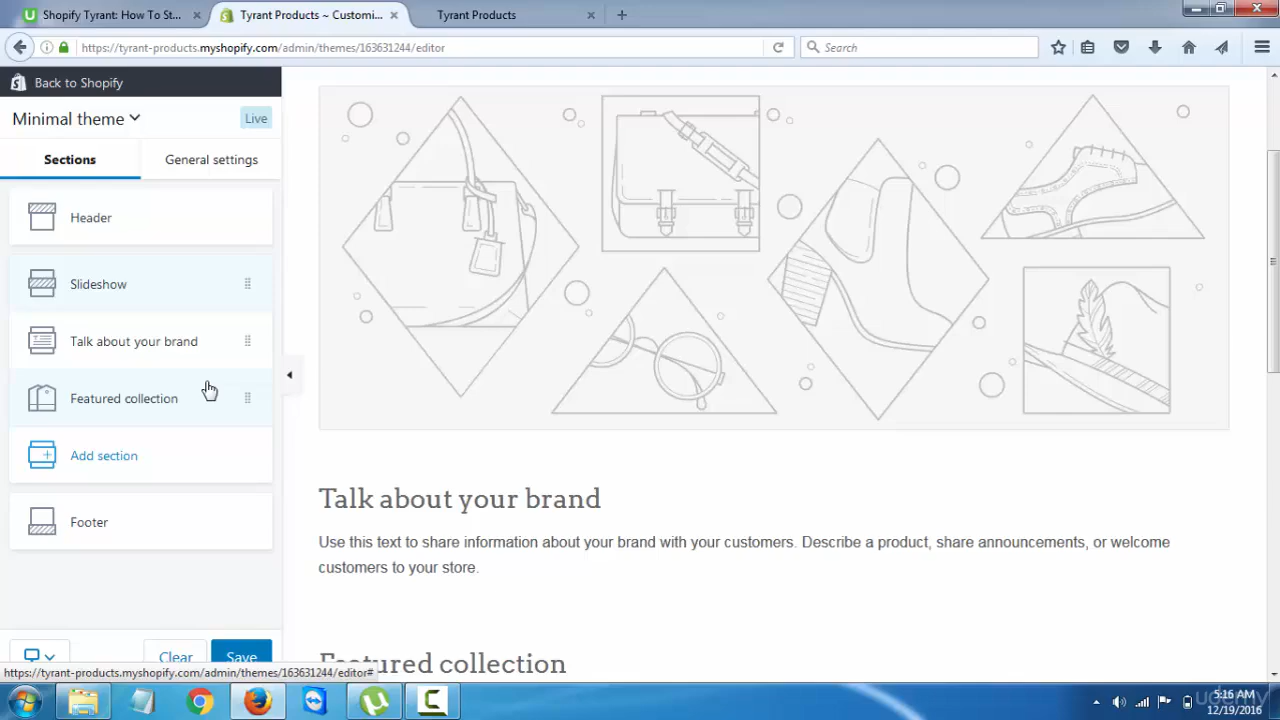 Shopify Tyrant: How To St...
Tyrant Products ~ Customi...
Tyrant Products
https://tyrant-products.myshopify.com/admin/themes/163631244/editor
Search
Back to Shopify
Minimal theme
Live
Sections
General settings
Header
Slideshow
Talk about your brand
Featured collection
Add section
Footer
Talk about your brand
Use this text to share information about your brand with your customers. Describe a product, share announcements, or welcome
customers to your store.
Featured collection
Clear
Save
https://tyrant-products.myshopify.com/admin/themes/163631244/editor#
5:16 AM
12/19/2016
udemy